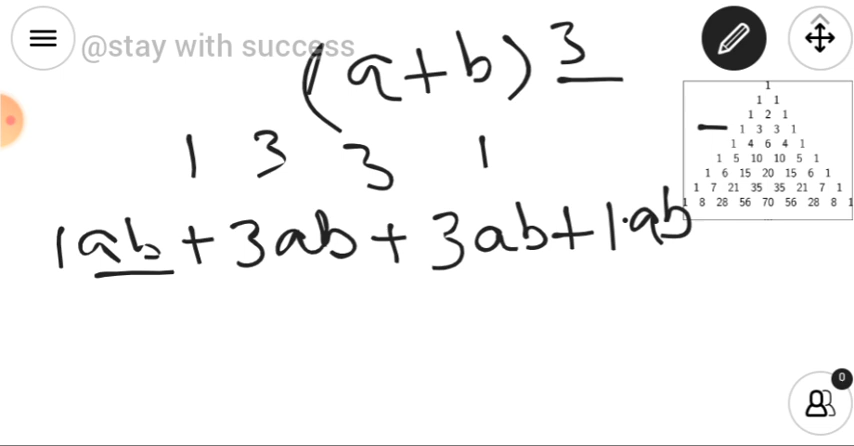 @stay with success
(a+b) 3
1 3 3 1
1ab + 3ab + 3ab + 1·ab
1
1 1
1 2 1
1 3 3 1
1 4 6 4 1
1 5 10 10 5 1
1 6 15 20 15 6 1
1 7 21 35 35 21 7 1
1 8 28 56 70 56 28 8 1
0